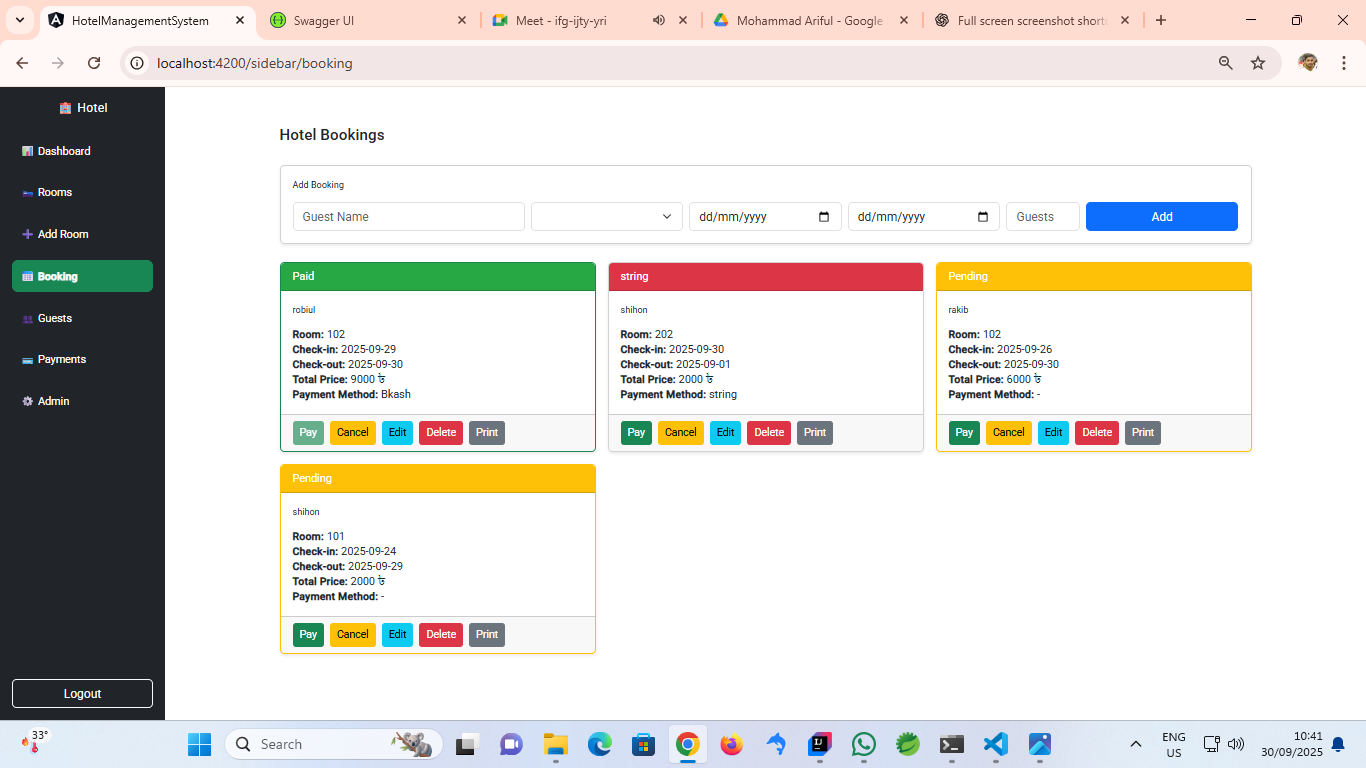 HotelManagementSystem
Swagger UI
Meet - ifg-ijty-yri
Mohammad Ariful - Google
Full screen screenshot short
localhost:4200/sidebar/booking
Hotel
Dashboard
Rooms
Add Room
Booking
Guests
Payments
Admin
Logout
Hotel Bookings
Add Booking
Guest Name
dd/mm/yyyy
dd/mm/yyyy
Guests
Add
Paid
robiul
Room: 102
Check-in: 2025-09-29
Check-out: 2025-09-30
Total Price: 9000 ৳
Payment Method: Bkash
Pay Cancel Edit Delete Print
string
shihon
Room: 202
Check-in: 2025-09-30
Check-out: 2025-09-01
Total Price: 2000 ৳
Payment Method: string
Pay Cancel Edit Delete Print
Pending
rakib
Room: 102
Check-in: 2025-09-26
Check-out: 2025-09-30
Total Price: 6000 ৳
Payment Method: -
Pay Cancel Edit Delete Print
Pending
shihon
Room: 101
Check-in: 2025-09-24
Check-out: 2025-09-29
Total Price: 2000 ৳
Payment Method: -
Pay Cancel Edit Delete Print
33°
Search
ENG
US
10:41
30/09/2025